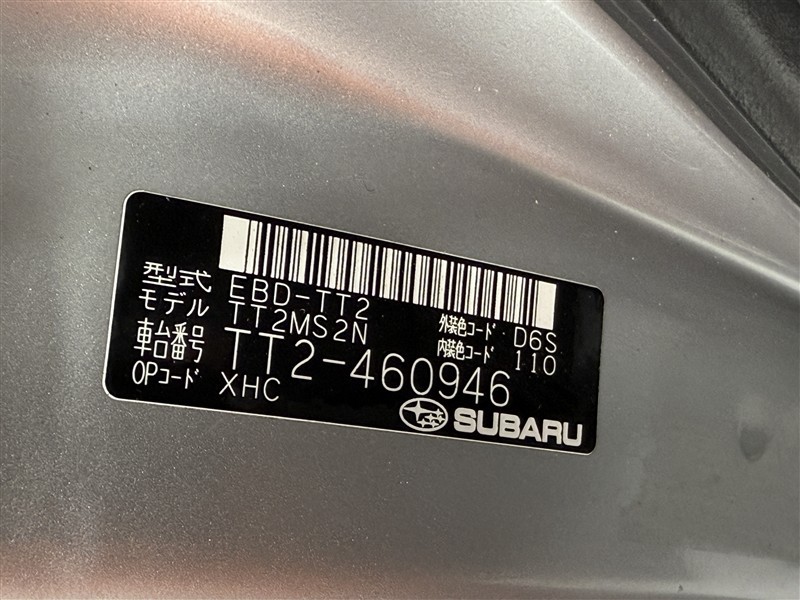 型式 EBD-TT2
モデル TT2MS2N 外装色コード D6S
車台番号 TT2-460946 内装色コード 110
OPコード XHC
SUBARU